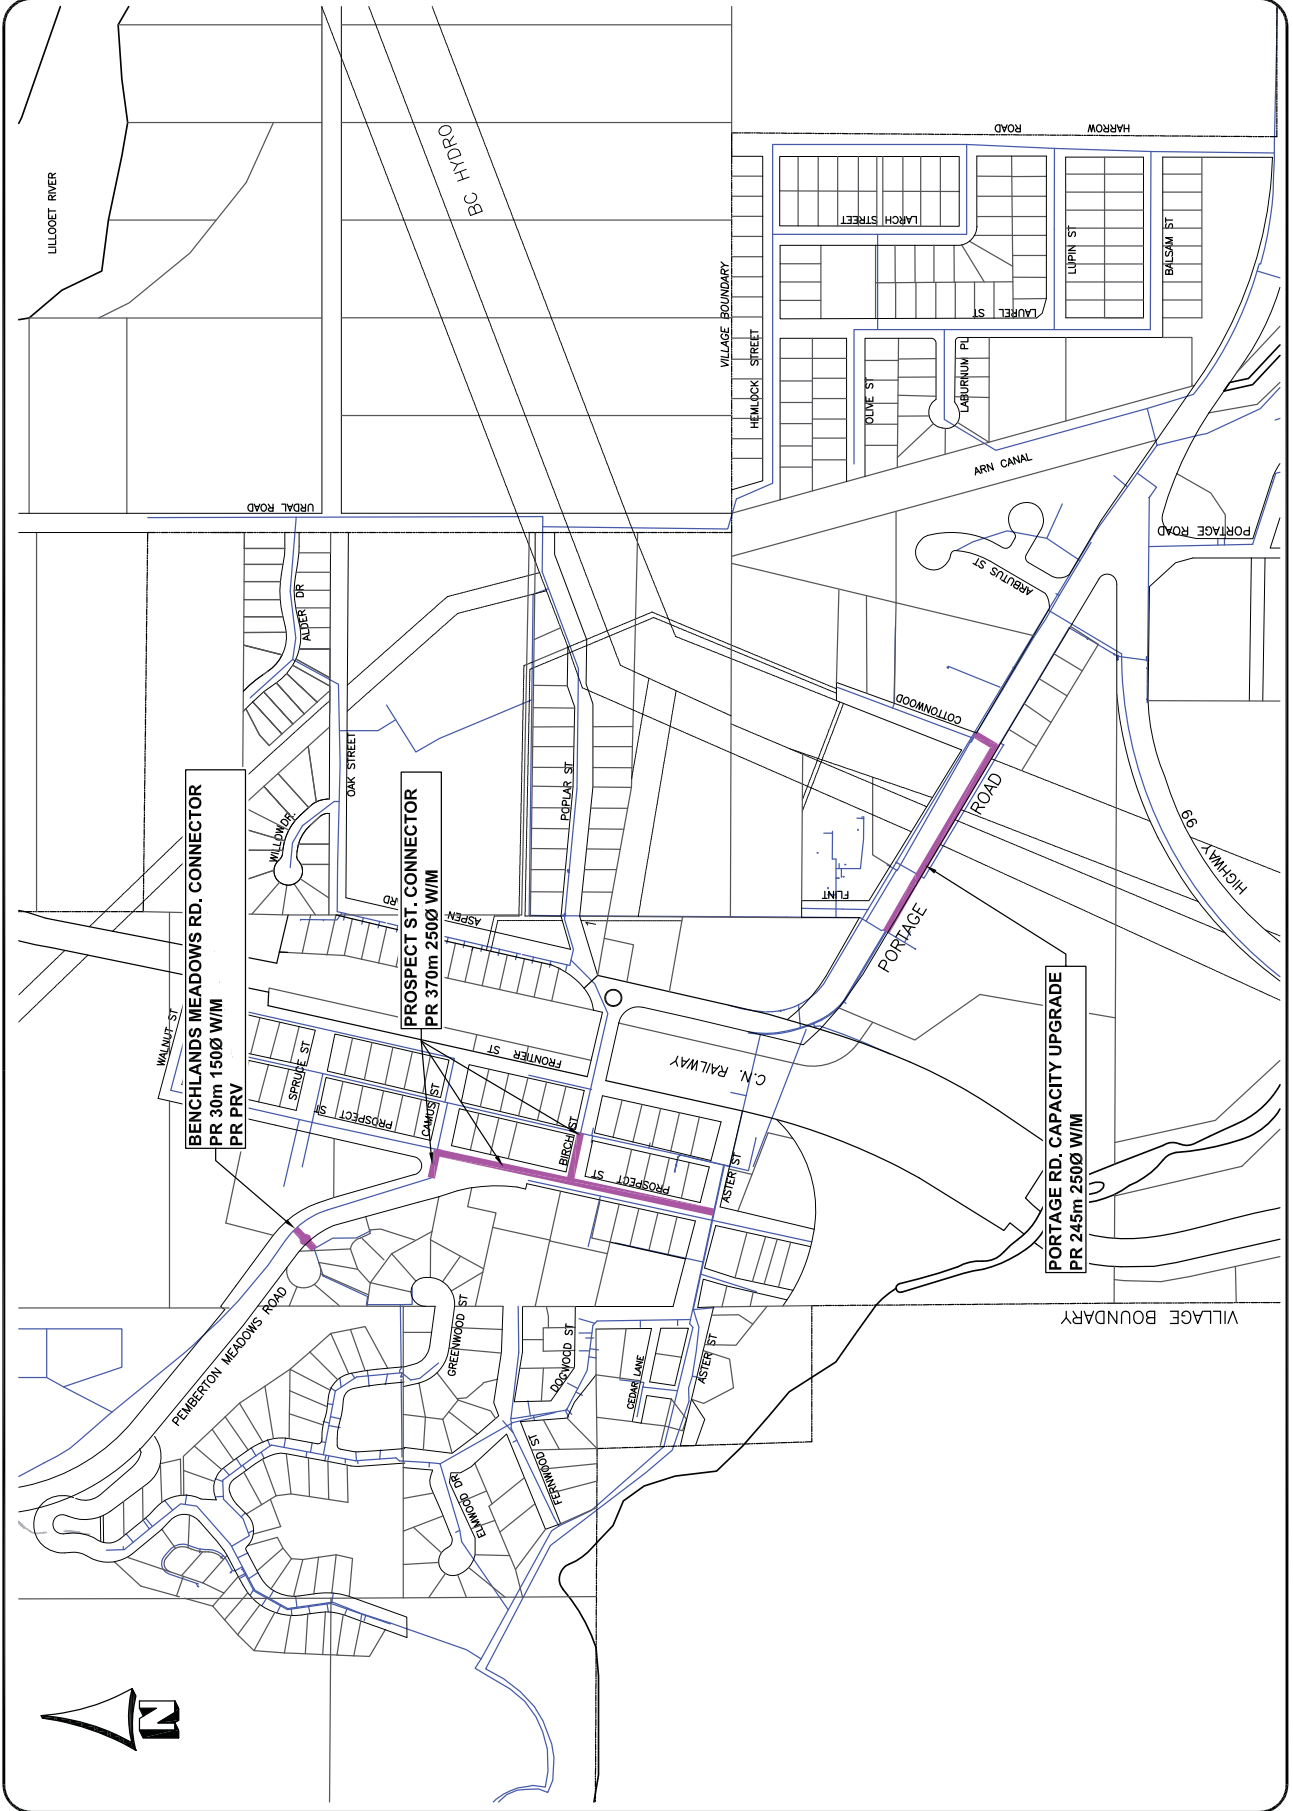 LILLOOET RIVER
BC HYDRO
HARROW ROAD
LARCH STREET
LUPIN ST
BALSAM ST
VILLAGE BOUNDARY
HEMLOCK STREET
LAUREL ST
OLIVE ST
LABURNUM PL
ARN CANAL
URDAL ROAD
PORTAGE ROAD
ALDER DR
ARBUTUS ST
COTTONWOOD
OAK STREET
POPLAR ST
WILLOW DR.
ASPEN RD
FLINT
PORTAGE ROAD
HIGHWAY 99
BENCHLANDS MEADOWS RD. CONNECTOR
PR 30m 150Ø W/M
PR PRV
PROSPECT ST. CONNECTOR
PR 370m 250Ø W/M
PORTAGE RD. CAPACITY UPGRADE
PR 245m 250Ø W/M
WALNUT ST
SPRUCE ST
FRONTIER ST
C.N. RAILWAY
PROSPECT ST
CAMUS ST
BIRCH ST
PROSPECT ST
ASTER ST
PEMBERTON MEADOWS ROAD
GREENWOOD ST
DOGWOOD ST
CEDAR LANE
ASTER ST
VILLAGE BOUNDARY
FERNWOOD ST
ELMWOOD DR
N